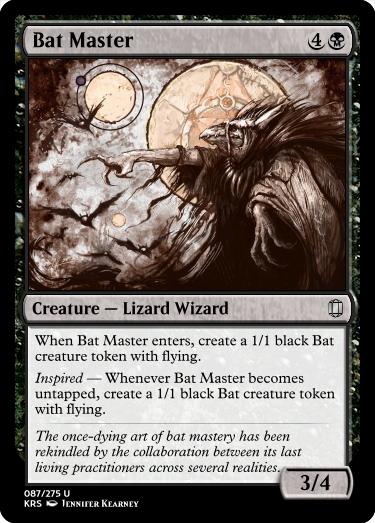 Bat Master 4
Creature — Lizard Wizard
When Bat Master enters, create a 1/1 black Bat
creature token with flying.
Inspired — Whenever Bat Master becomes
untapped, create a 1/1 black Bat creature token
with flying.
The once-dying art of bat mastery has been
rekindled by the collaboration between its last
living practitioners across several realities.
3/4
087/275 U
KRS Jennifer Kearney